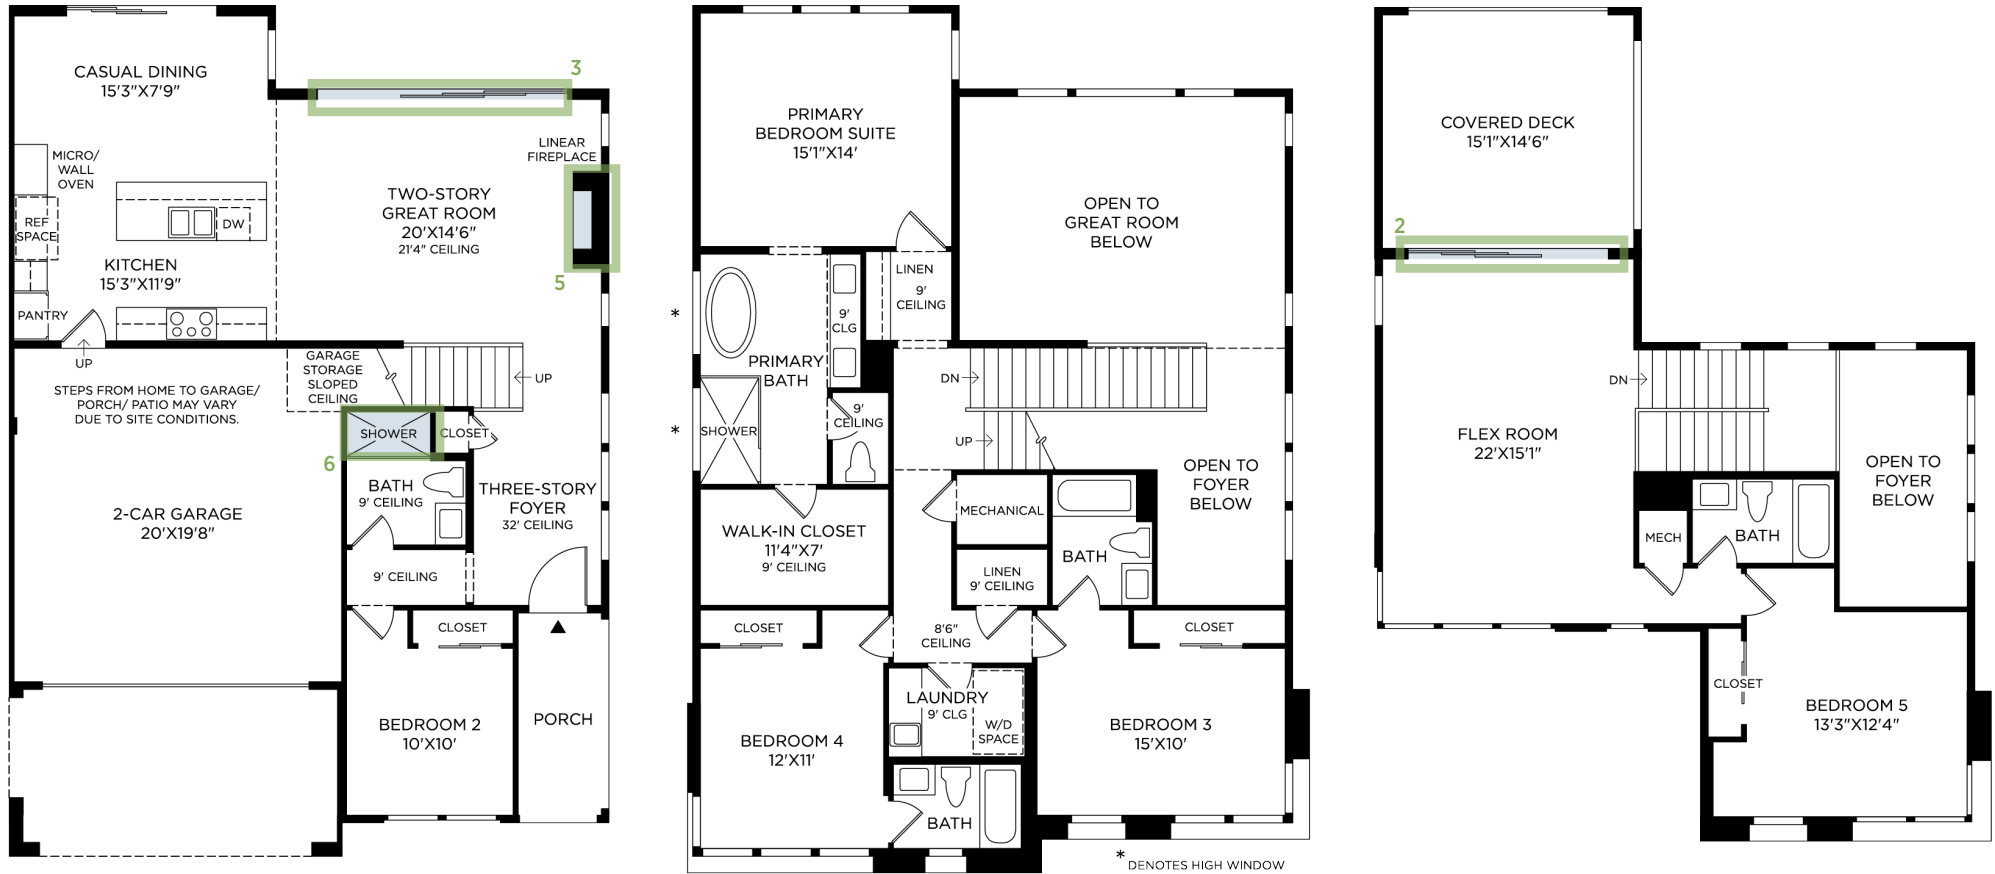 CASUAL DINING
15'3"X7'9"
3
LINEAR
FIREPLACE
MICRO/
WALL
OVEN
TWO-STORY
GREAT ROOM
20'X14'6"
21'4" CEILING
REF
SPACE
DW
KITCHEN
15'3"X11'9"
5
PANTRY
UP
GARAGE
STORAGE
SLOPED
CEILING
UP
STEPS FROM HOME TO GARAGE/
PORCH/ PATIO MAY VARY
DUE TO SITE CONDITIONS.
SHOWER
CLOSET
6
BATH
9' CEILING
THREE-STORY
FOYER
32' CEILING
2-CAR GARAGE
20'X19'8"
9' CEILING
CLOSET
BEDROOM 2
10'X10'
PORCH
PRIMARY
BEDROOM SUITE
15'1"X14'
OPEN TO
GREAT ROOM
BELOW
LINEN
9'
CEILING
*
9'
CLG
PRIMARY
BATH
DN
9'
CEILING
*
SHOWER
UP
OPEN TO
FOYER
BELOW
MECHANICAL
WALK-IN CLOSET
11'4"X7'
9' CEILING
BATH
LINEN
9' CEILING
CLOSET
8'6"
CEILING
CLOSET
LAUNDRY
9' CLG
W/D
SPACE
BEDROOM 4
12'X11'
BEDROOM 3
15'X10'
BATH
* DENOTES HIGH WINDOW
COVERED DECK
15'1"X14'6"
2
DN
FLEX ROOM
22'X15'1"
OPEN TO
FOYER
BELOW
MECH
BATH
CLOSET
BEDROOM 5
13'3"X12'4"